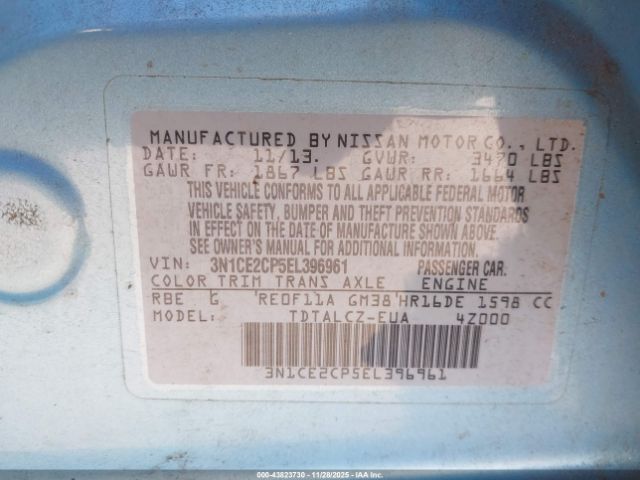 MANUFACTURED BY NISSAN MOTOR CO., LTD.
DATE: 11/13. GVWR: 3470 LBS
GAWR FR: 1867 LBS GAWR RR: 1664 LBS
THIS VEHICLE CONFORMS TO ALL APPLICABLE FEDERAL MOTOR
VEHICLE SAFETY, BUMPER AND THEFT PREVENTION STANDARDS
IN EFFECT ON THE DATE OF MANUFACTURE SHOWN ABOVE.
SEE OWNER'S MANUAL FOR ADDITIONAL INFORMATION.
VIN: 3N1CE2CP5EL396961 PASSENGER CAR.
COLOR TRIM TRANS AXLE ENGINE
RBE G RE0F11A GM38 HR16DE 1598 CC
TDTALCZ-EUA 4Z000
3N1CE2CP5EL396961
000-43823730 - 11/28/2025 - IAAI.COM